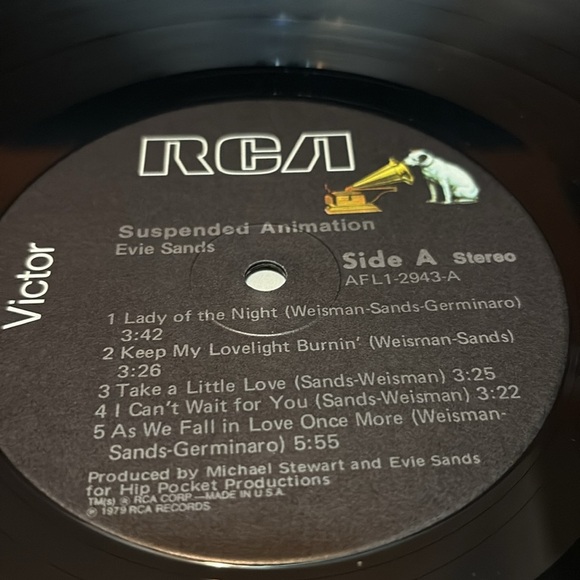 RCA
Victor
Suspended Animation
Evie Sands
Side A Stereo
AFL1-2943-A
1 Lady of the Night (Weisman-Sands-Germinaro)
3:42
2 Keep My Lovelight Burnin' (Weisman-Sands)
3:26
3 Take a Little Love (Sands-Weisman) 3:25
4 I Can't Wait for You (Sands-Weisman) 3:22
5 As We Fall in Love Once More (Weisman-
Sands-Germinaro) 5:55
Produced by Michael Stewart and Evie Sands
for Hip Pocket Productions
TM(s) ® RCA CORP.—MADE IN U.S.A.
℗ 1979 RCA RECORDS